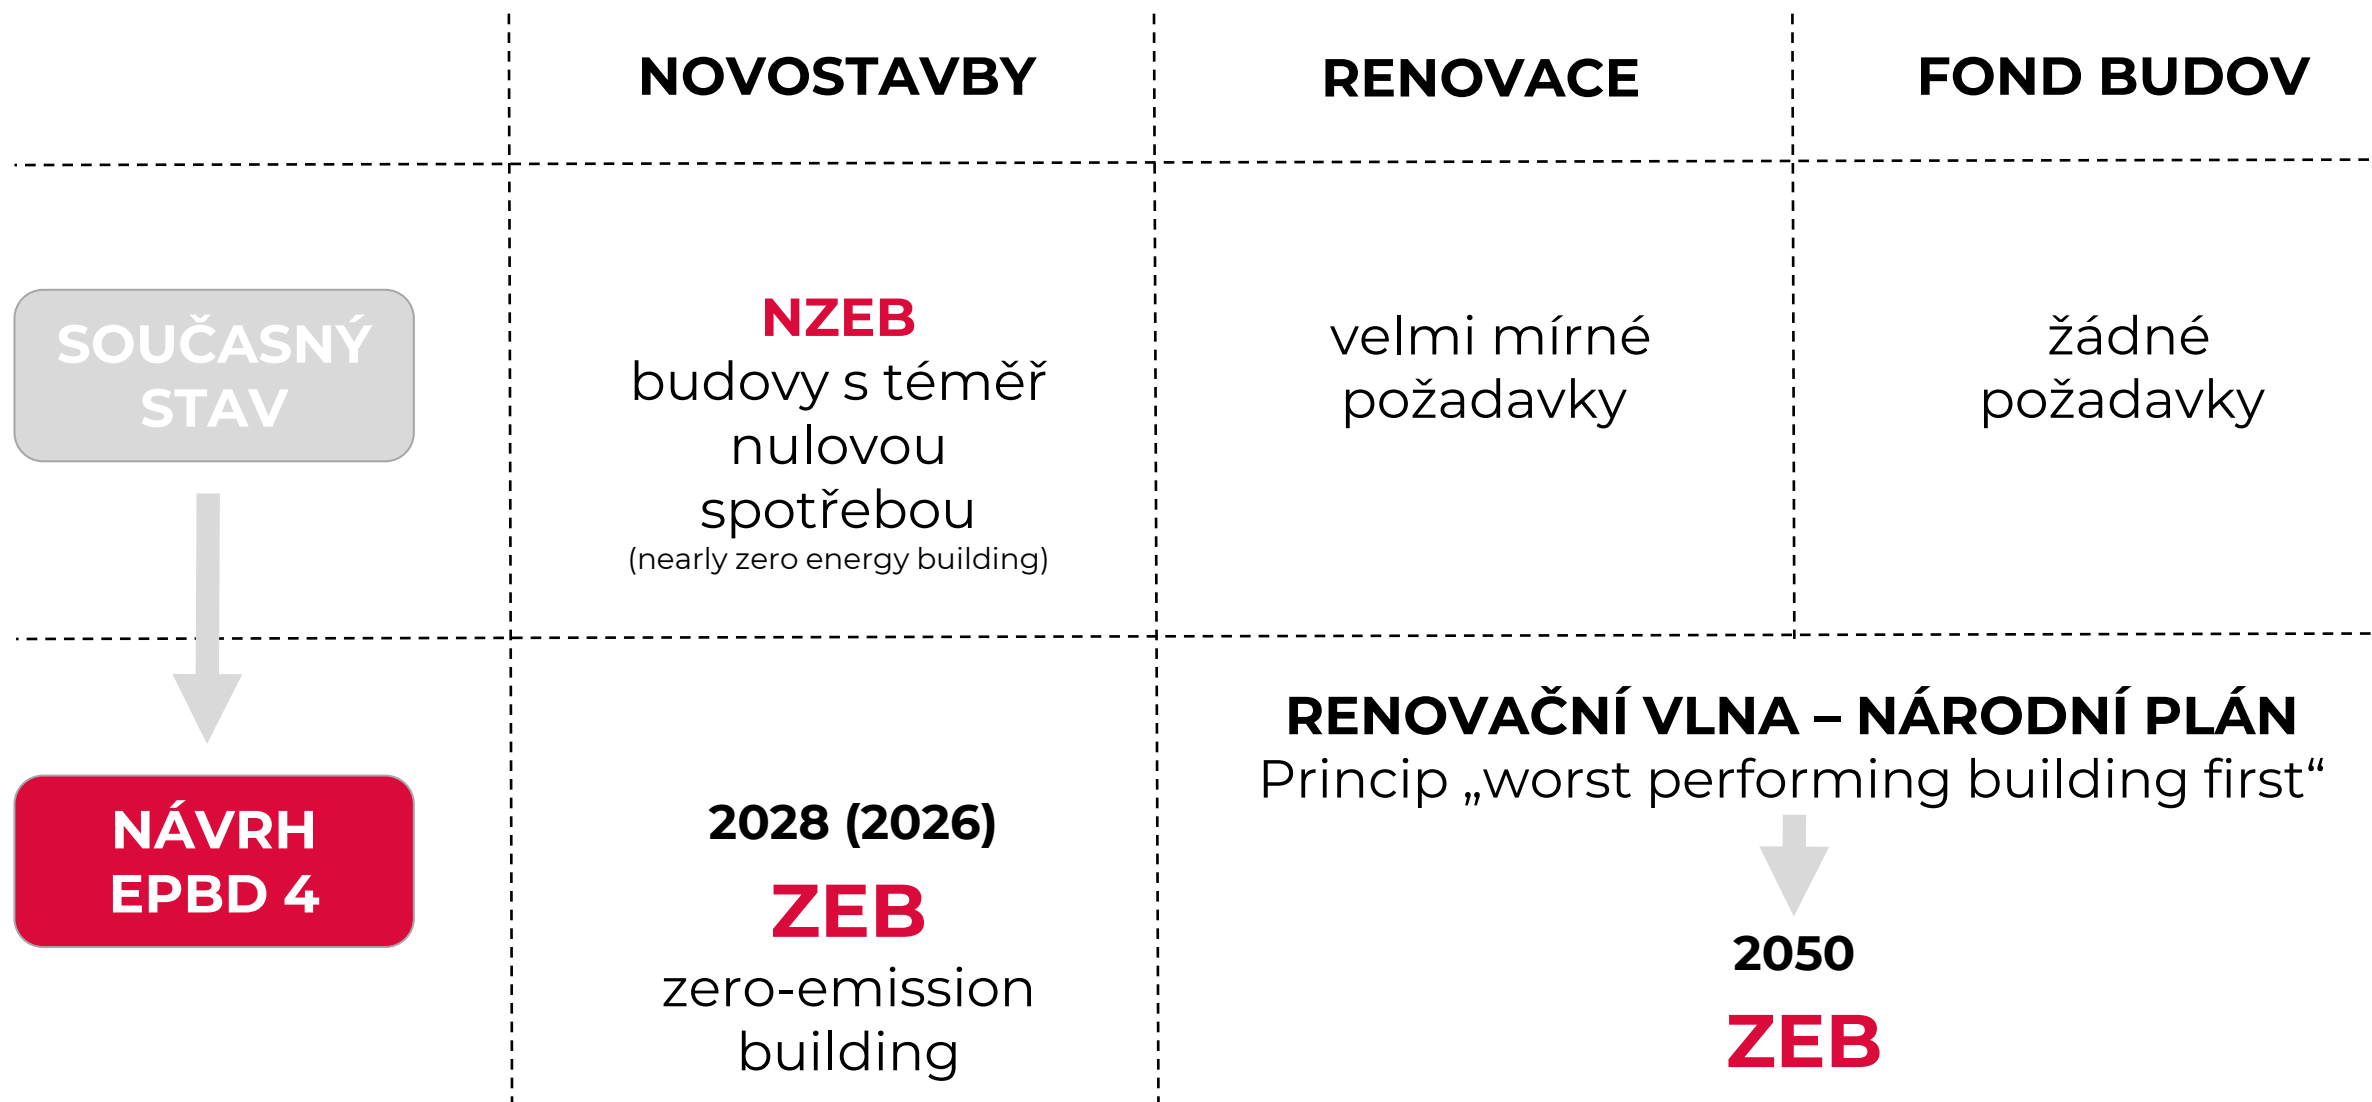 NOVOSTAVBY
RENOVACE
FOND BUDOV
SOUČASNÝ
STAV
NZEB
budovy s téměř
nulovou
spotřebou
(nearly zero energy building)
velmi mírné
požadavky
žádné
požadavky
NÁVRH
EPBD 4
2028 (2026)
ZEB
zero-emission
building
RENOVAČNÍ VLNA – NÁRODNÍ PLÁN
Princip „worst performing building first“
2050
ZEB